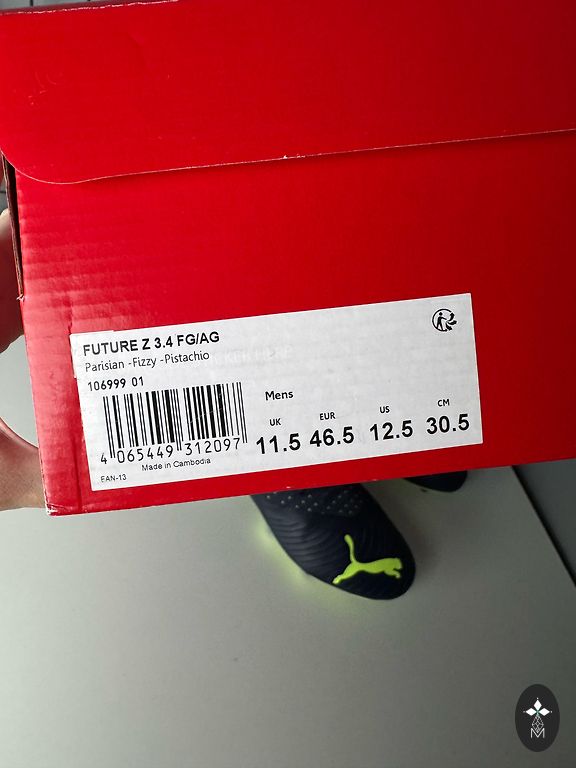 FUTURE Z 3.4 FG/AG
Parisian -Fizzy -Pistachio
106999 01
Mens
UK EUR US CM
11.5 46.5 12.5 30.5
4 065449 312097
Made in Cambodia
EAN-13
M